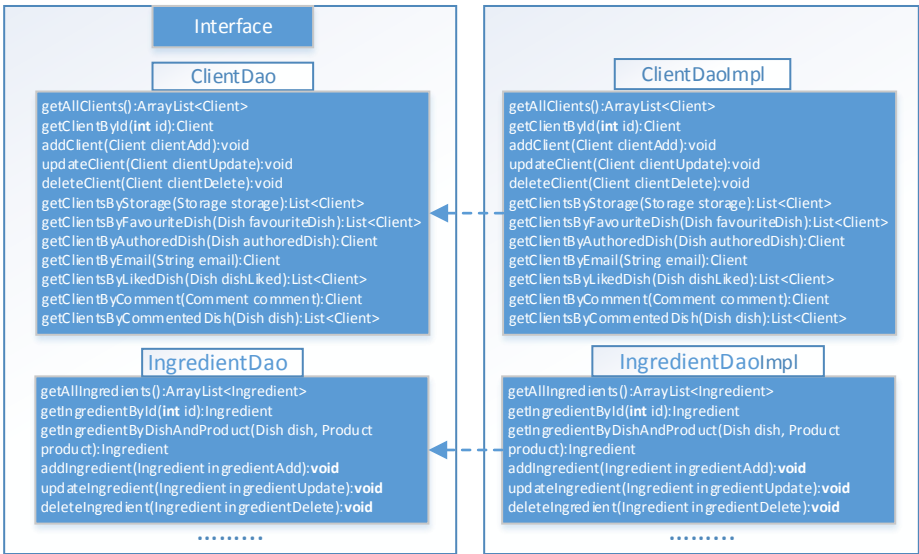 Interface
ClientDao
getAllClients():ArrayList<Client>
getClientById(int id):Client
addClient(Client clientAdd):void
updateClient(Client clientUpdate):void
deleteClient(Client clientDelete):void
getClientsByStorage(Storage storage):List<Client>
getClientsByFavouriteDish(Dish favouriteDish):List<Client>
getClientByAuthoredDish(Dish authoredDish):Client
getClientByEmail(String email):Client
getClientsByLikedDish(Dish dishLiked):List<Client>
getClientByComment(Comment comment):Client
getClientsByCommentedDish(Dish dish):List<Client>
IngredientDao
getAllIngredients():ArrayList<Ingredient>
getIngredientById(int id):Ingredient
getIngredientByDishAndProduct(Dish dish, Product
product):Ingredient
addIngredient(Ingredient ingredientAdd):void
updateIngredient(Ingredient ingredientUpdate):void
deleteIngredient(Ingredient ingredientDelete):void
.........
ClientDaoImpl
getAllClients():ArrayList<Client>
getClientById(int id):Client
addClient(Client clientAdd):void
updateClient(Client clientUpdate):void
deleteClient(Client clientDelete):void
getClientsByStorage(Storage storage):List<Client>
getClientsByFavouriteDish(Dish favouriteDish):List<Client>
getClientByAuthoredDish(Dish authoredDish):Client
getClientByEmail(String email):Client
getClientsByLikedDish(Dish dishLiked):List<Client>
getClientByComment(Comment comment):Client
getClientsByCommentedDish(Dish dish):List<Client>
IngredientDaoImpl
getAllIngredients():ArrayList<Ingredient>
getIngredientById(int id):Ingredient
getIngredientByDishAndProduct(Dish dish, Product
product):Ingredient
addIngredient(Ingredient ingredientAdd):void
updateIngredient(Ingredient ingredientUpdate):void
deleteIngredient(Ingredient ingredientDelete):void
.........